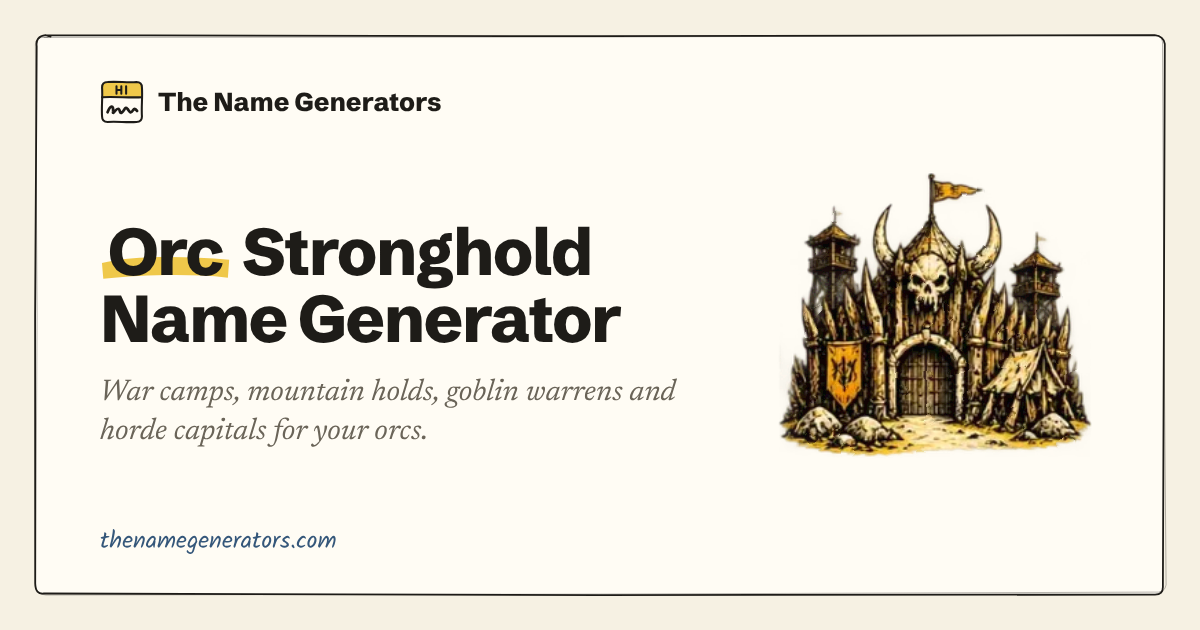 HI
The Name Generators
Orc Stronghold
Name Generator
War camps, mountain holds, goblin warrens and
horde capitals for your orcs.
thenamegenerators.com